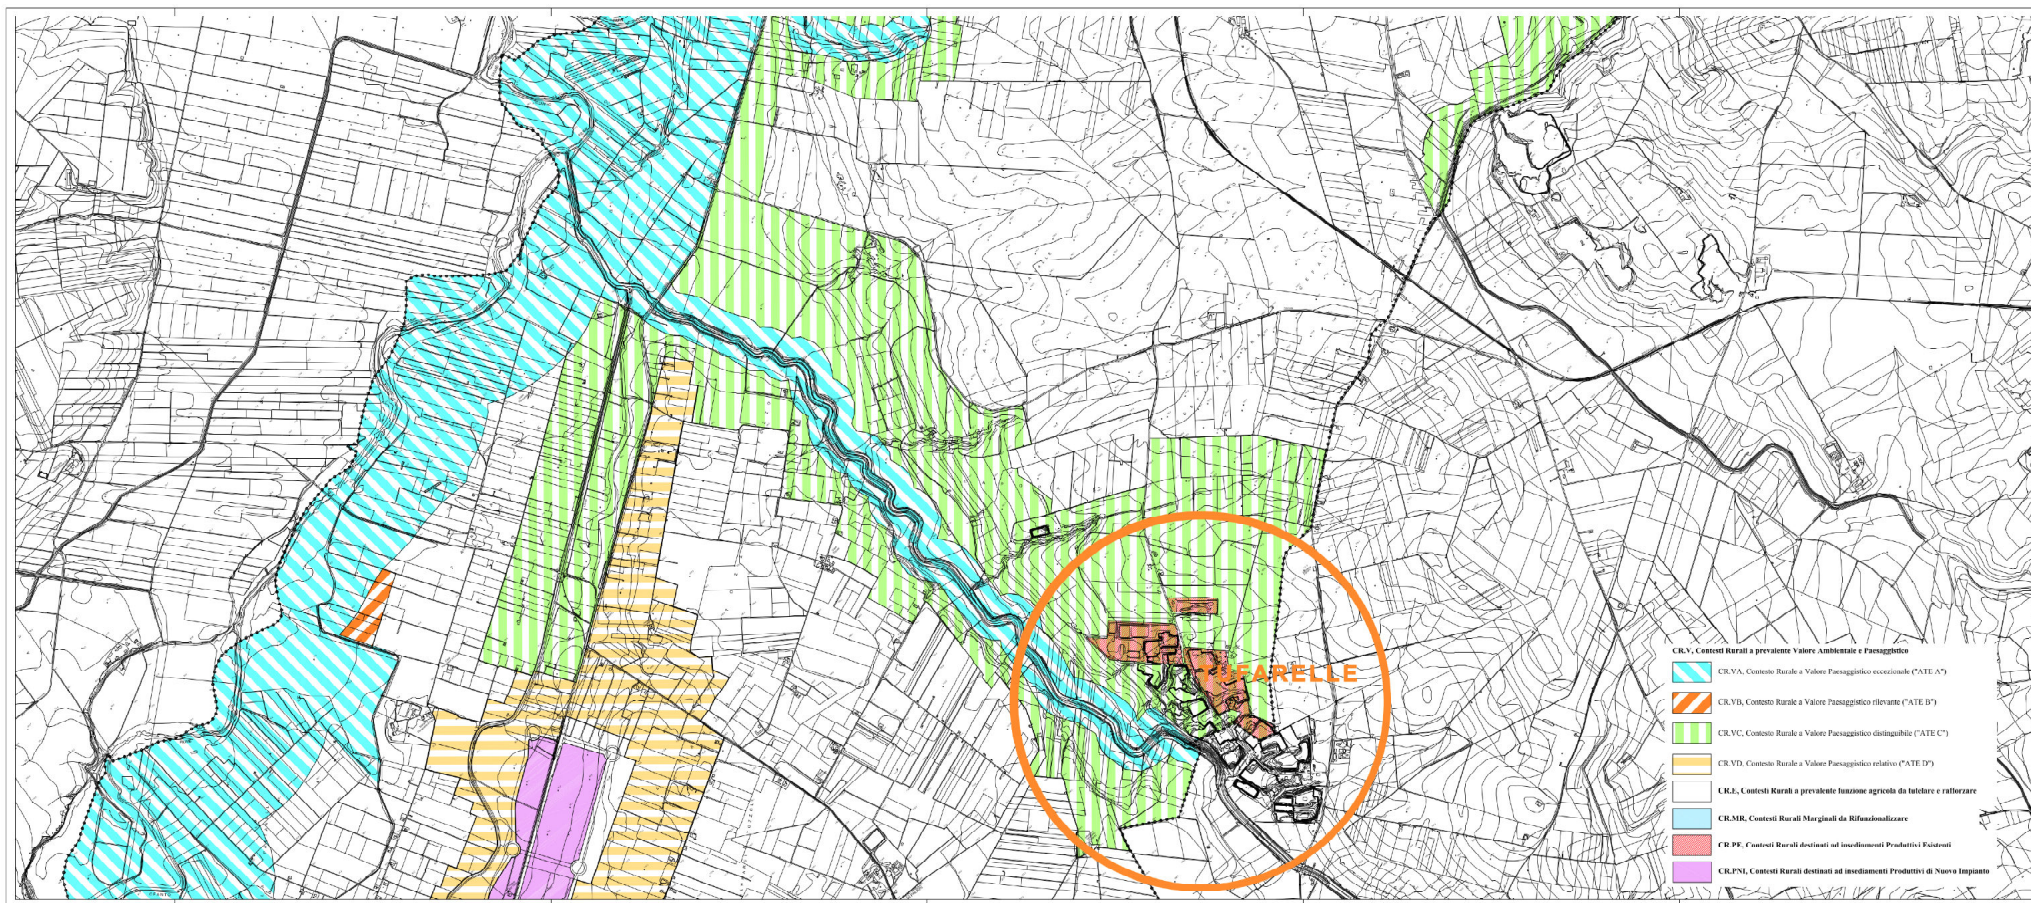 TUFARELLE
CR.V, Contesti Rurali a prevalente Valore Ambientale e Paesaggistico
CR.VA, Contesto Rurale a Valore Paesaggistico eccezionale ("ATE A")
CR.VB, Contesto Rurale a Valore Paesaggistico rilevante ("ATE B")
CR.VC, Contesto Rurale a Valore Paesaggistico distinguibile ("ATE C")
CR.VD, Contesto Rurale a Valore Paesaggistico relativo ("ATE D")
CR.E, Contesti Rurali a prevalente funzione agricola da tutelare e rafforzare
CR.MR, Contesti Rurali Marginali da Rifunzionalizzare
CR.PE, Contesti Rurali destinati ad insediamenti Produttivi Esistenti
CR.PNI, Contesti Rurali destinati ad insediamenti Produttivi di Nuovo Impianto